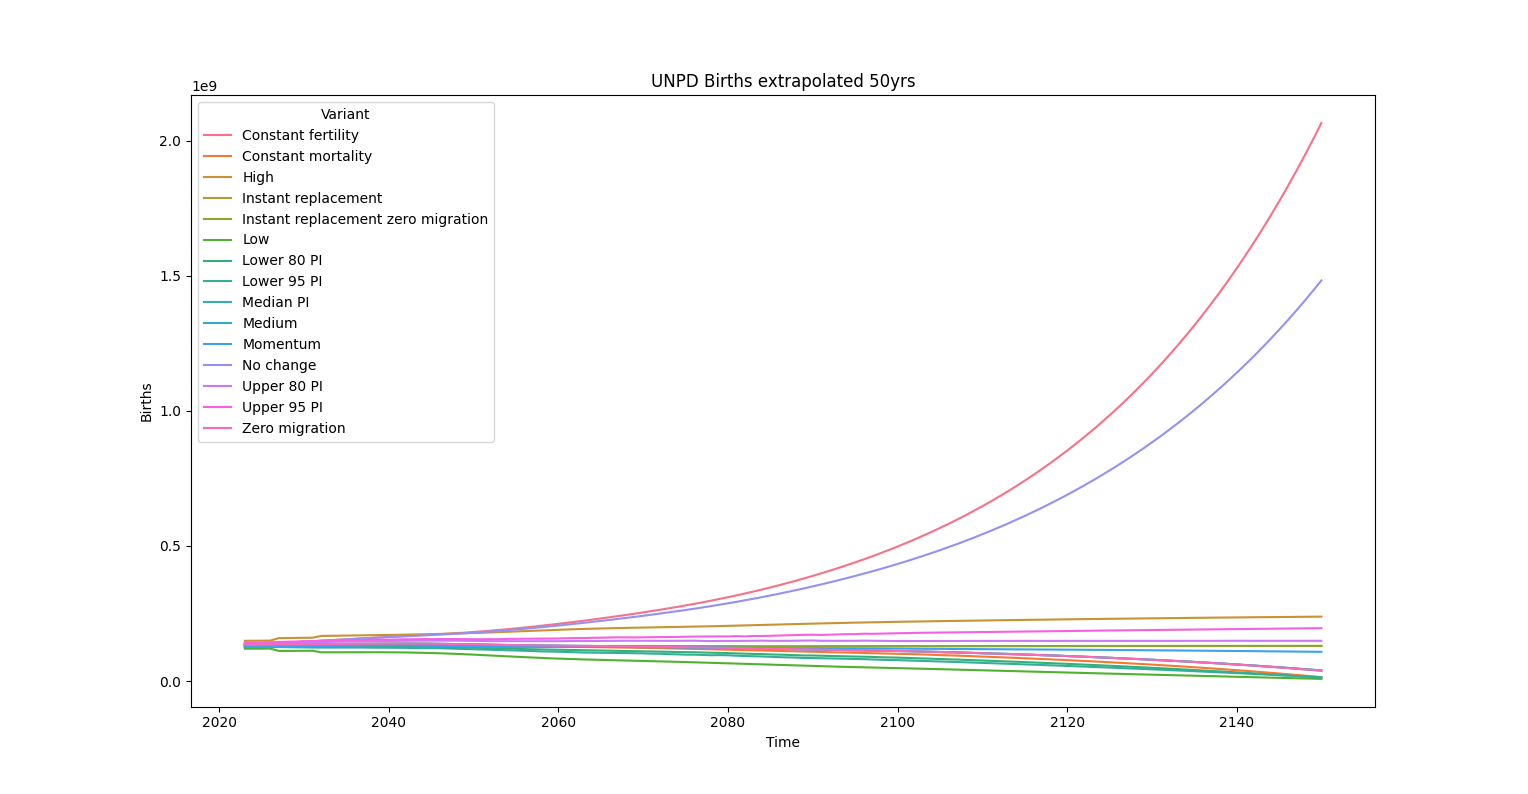 UNPD Births extrapolated 50yrs
1e9
Variant
Constant fertility
Constant mortality
High
Instant replacement
Instant replacement zero migration
Low
Lower 80 PI
Lower 95 PI
Median PI
Medium
Momentum
No change
Upper 80 PI
Upper 95 PI
Zero migration
2.0
1.5
1.0
0.5
0.0
Births
2020 2040 2060 2080 2100 2120 2140
Time